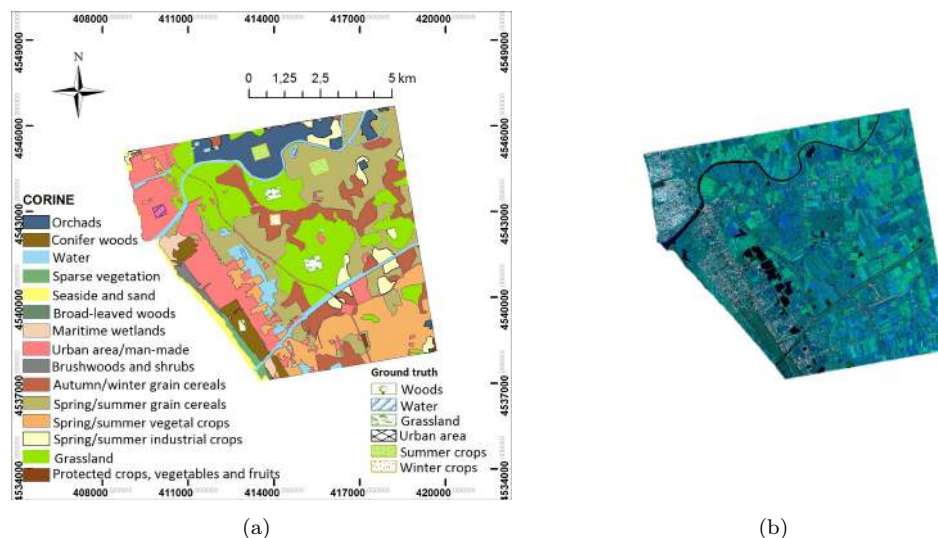 408000 411000 414000 417000 420000
N
0 1,25 2,5 5 km
4549000
4546000
4543000
4540000
4537000
4534000
4549000
4546000
4543000
4540000
4537000
4534000
CORINE
Orchads
Conifer woods
Water
Sparse vegetation
Seaside and sand
Broad-leaved woods
Maritime wetlands
Urban area/man-made
Brushwoods and shrubs
Autumn/winter grain cereals
Spring/summer grain cereals
Spring/summer vegetal crops
Spring/summer industrial crops
Grassland
Protected crops, vegetables and fruits
Ground truth
Woods
Water
Grassland
Urban area
Summer crops
Winter crops
408000 411000 414000 417000 420000
(a)
(b)